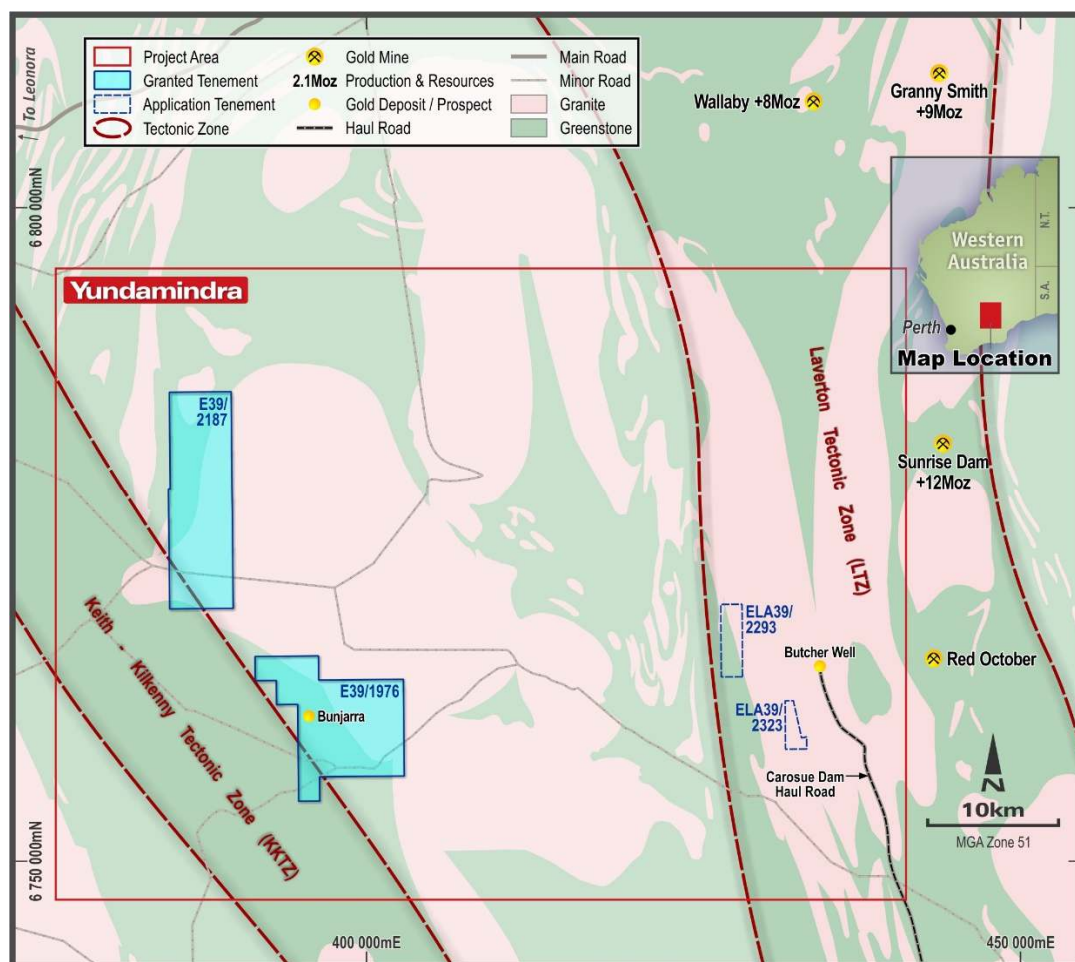 Project Area
Granted Tenement
Application Tenement
Tectonic Zone
Gold Mine
2.1Moz Production & Resources
Gold Deposit / Prospect
Haul Road
Main Road
Minor Road
Granite
Greenstone
To Leonora
Wallaby +8Moz
Granny Smith
+9Moz
6 800 000mN
Western
Australia
N.T.
S.A.
Perth
Map Location
Yundamindra
Laverton Tectonic Zone (LTZ)
E39/
2187
Sunrise Dam
+12Moz
Keith - Kilkenny Tectonic Zone (KKTZ)
ELA39/
2293
Butcher Well
Red October
E39/1976
Bunjarra
ELA39/
2323
Carosue Dam
Haul Road
N
10km
MGA Zone 51
6 750 000mN
400 000mE
450 000mE